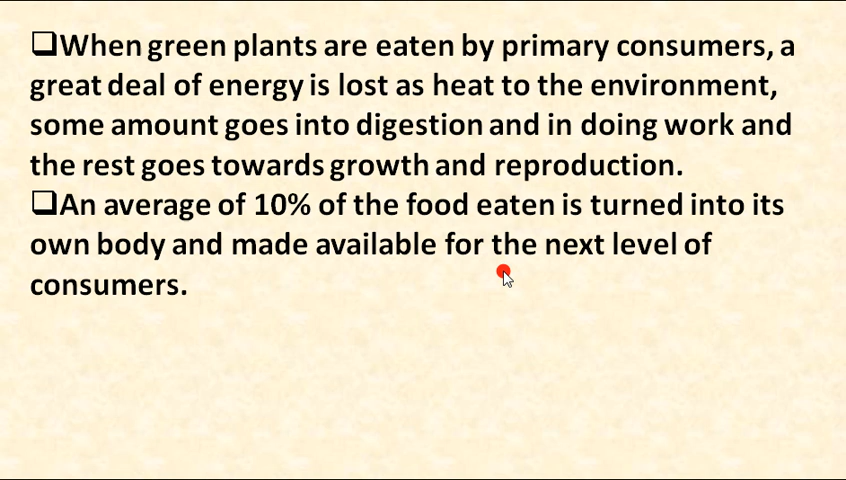 ❑When green plants are eaten by primary consumers, a
great deal of energy is lost as heat to the environment,
some amount goes into digestion and in doing work and
the rest goes towards growth and reproduction.
❑An average of 10% of the food eaten is turned into its
own body and made available for the next level of
consumers.